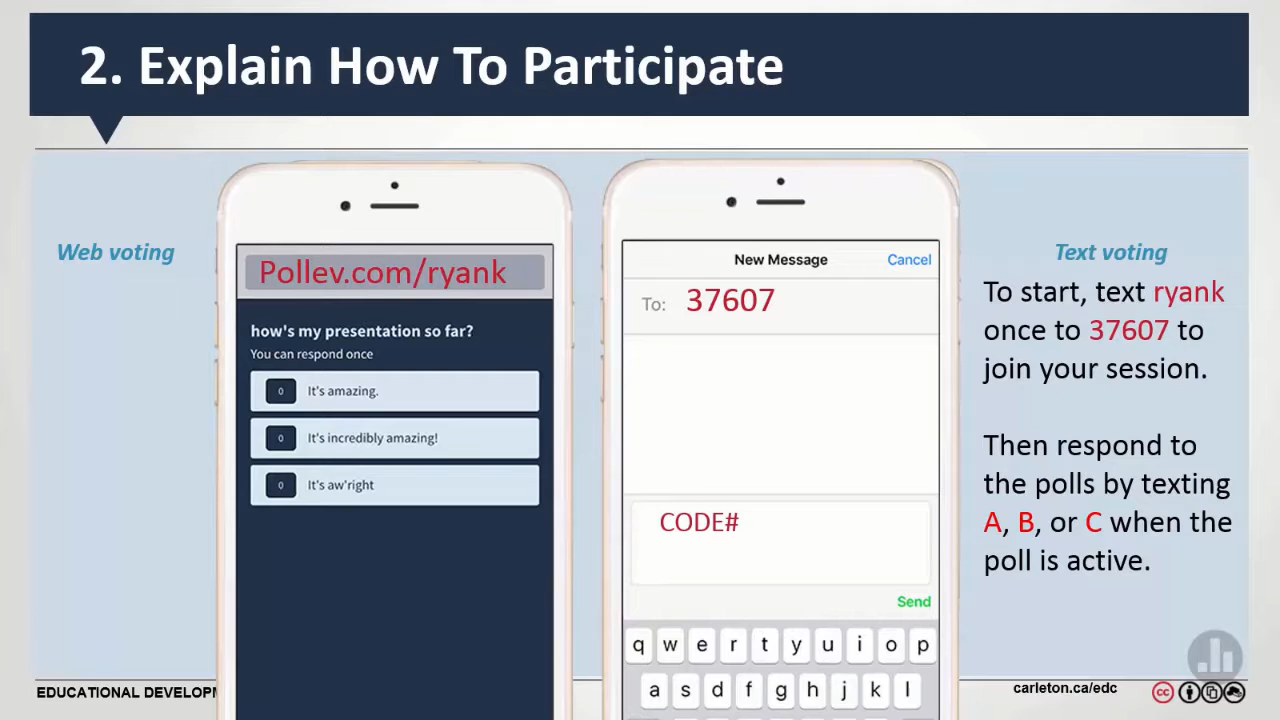 2. Explain How To Participate
Web voting
Pollev.com/ryank
how's my presentation so far?
You can respond once
0 It's amazing.
0 It's incredibly amazing!
0 It's aw'right
New Message Cancel
To: 37607
CODE#
Send
q w e r t y u i o p
a s d f g h j k l
Text voting
To start, text ryank
once to 37607 to
join your session.
Then respond to
the polls by texting
A, B, or C when the
poll is active.
EDUCATIONAL DEVELOPM
carleton.ca/edc
cc